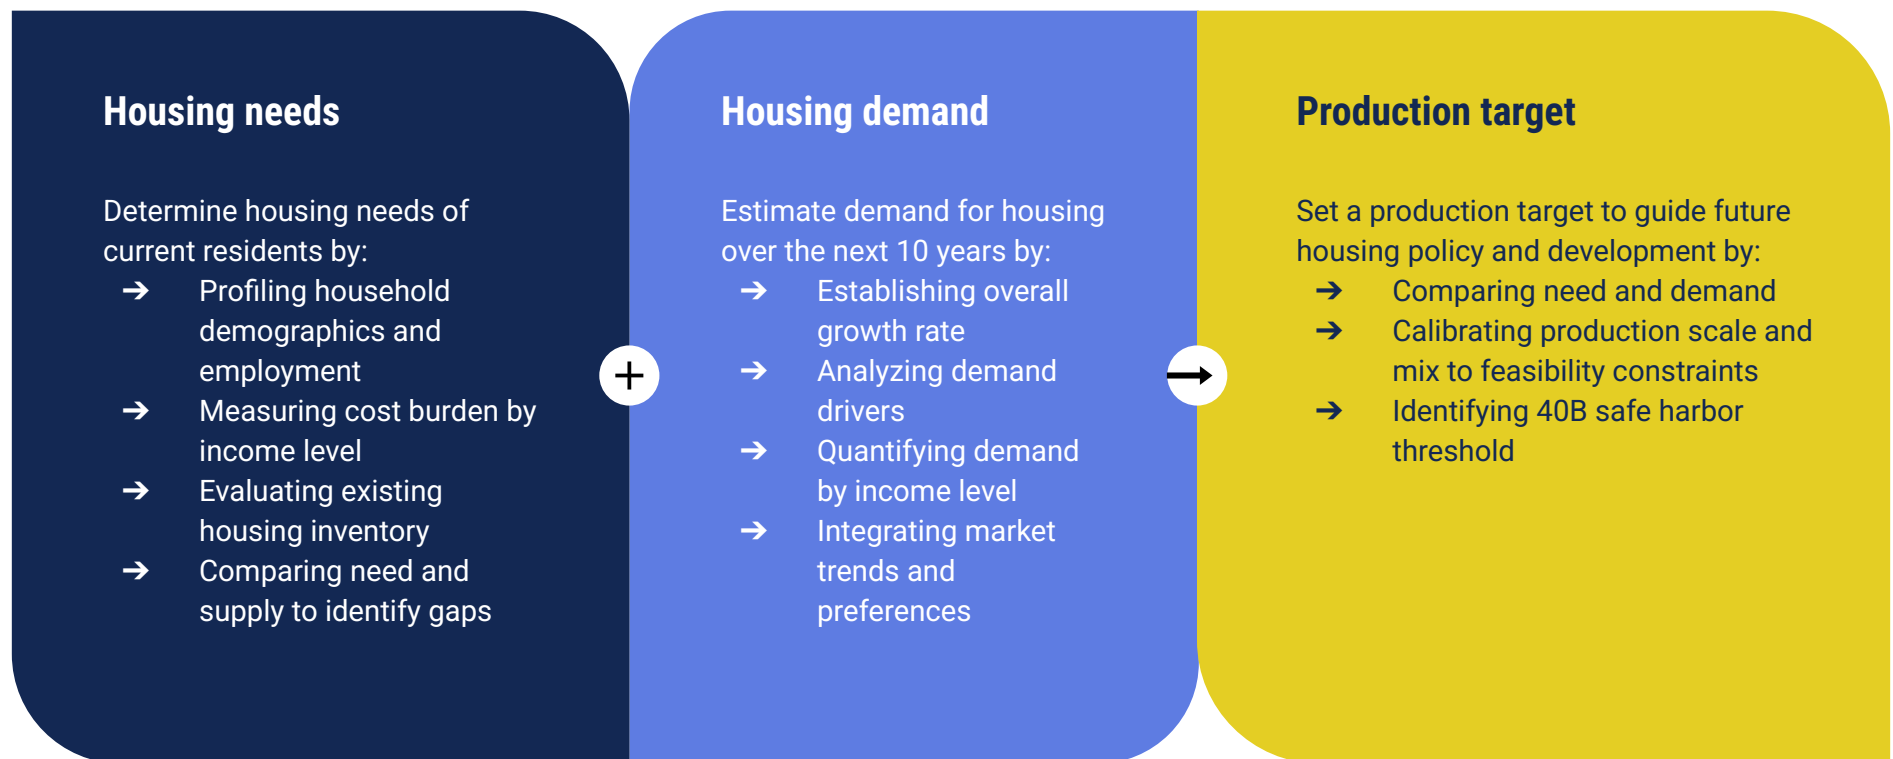 Housing needs
Determine housing needs of
current residents by:
➔ Profiling household
demographics and
employment
➔ Measuring cost burden by
income level
➔ Evaluating existing
housing inventory
➔ Comparing need and
supply to identify gaps
+
Housing demand
Estimate demand for housing
over the next 10 years by:
➔ Establishing overall
growth rate
➔ Analyzing demand
drivers
➔ Quantifying demand
by income level
➔ Integrating market
trends and
preferences
Production target
Set a production target to guide future
housing policy and development by:
➔ Comparing need and demand
➔ Calibrating production scale and
mix to feasibility constraints
➔ Identifying 40B safe harbor
threshold